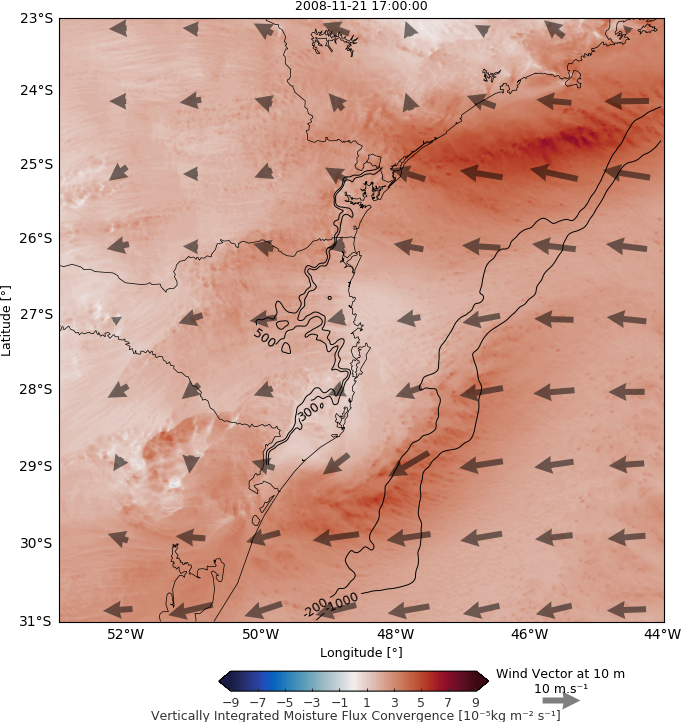 2008-11-21 17:00:00
23°S
24°S
25°S
26°S
27°S
28°S
29°S
30°S
31°S
Latitude [°]
500
300
-200
-1000
52°W 50°W 48°W 46°W 44°W
Longitude [°]
−9 −7 −5 −3 −1 1 3 5 7 9
Vertically Integrated Moisture Flux Convergence [10⁻⁵kg m⁻² s⁻¹]
Wind Vector at 10 m
10 m.s⁻¹